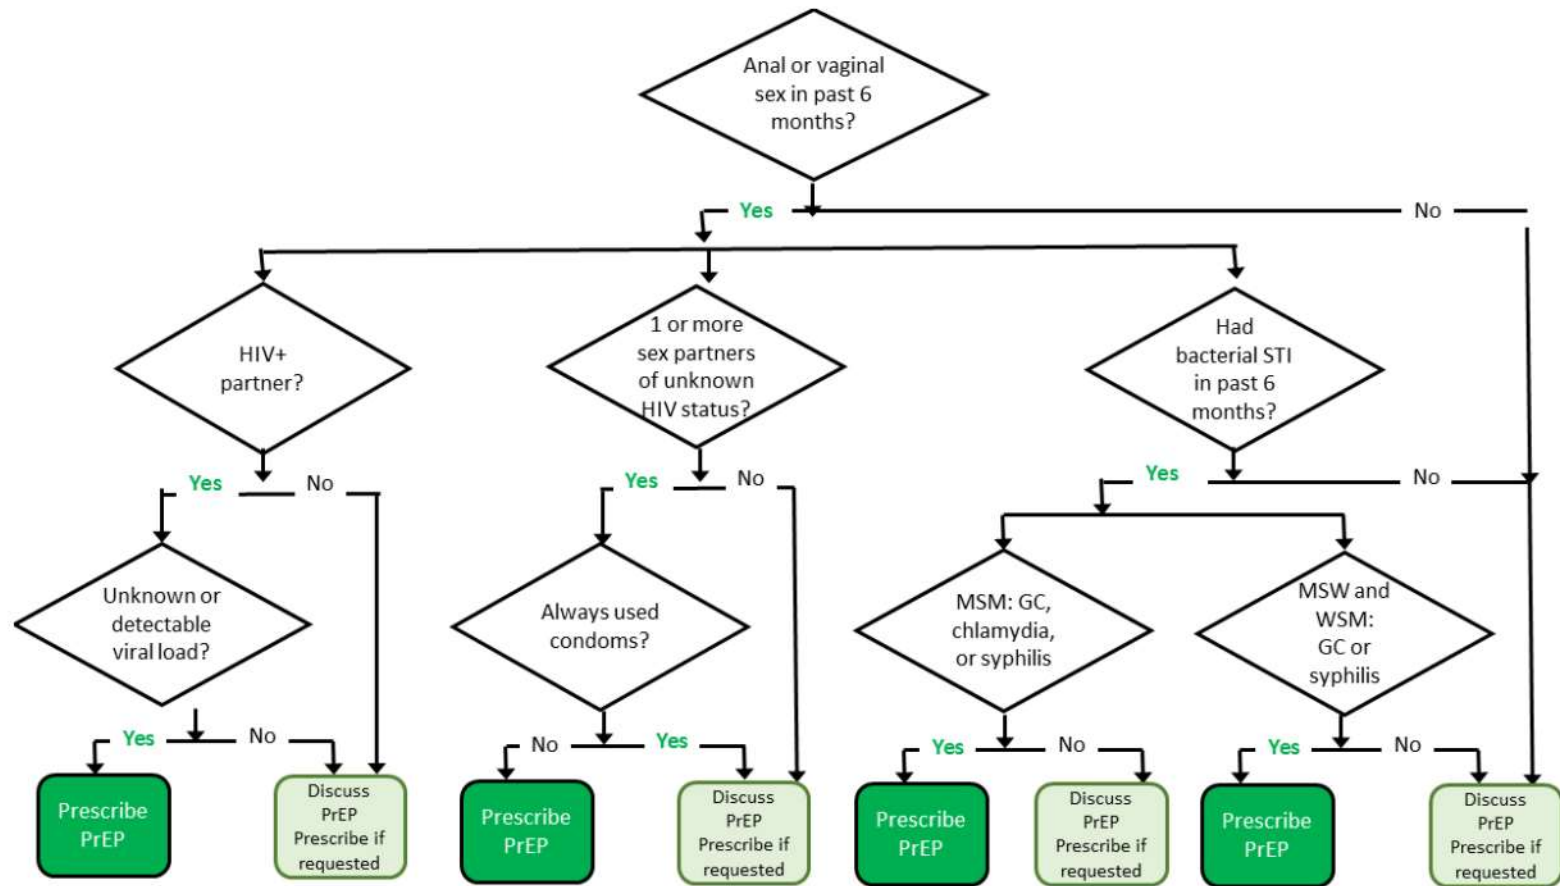 Anal or vaginal
sex in past 6
months?
Yes
No
HIV+
partner?
1 or more
sex partners
of unknown
HIV status?
Had
bacterial STI
in past 6
months?
Yes
No
Yes
No
Yes
No
Unknown or
detectable
viral load?
Always used
condoms?
MSM: GC,
chlamydia,
or syphilis
MSW and
WSM:
GC or
syphilis
Yes
No
No
Yes
Yes
No
Yes
No
Prescribe
PrEP
Discuss
PrEP
Prescribe if
requested
Prescribe
PrEP
Discuss
PrEP
Prescribe if
requested
Prescribe
PrEP
Discuss
PrEP
Prescribe if
requested
Prescribe
PrEP
Discuss
PrEP
Prescribe if
requested